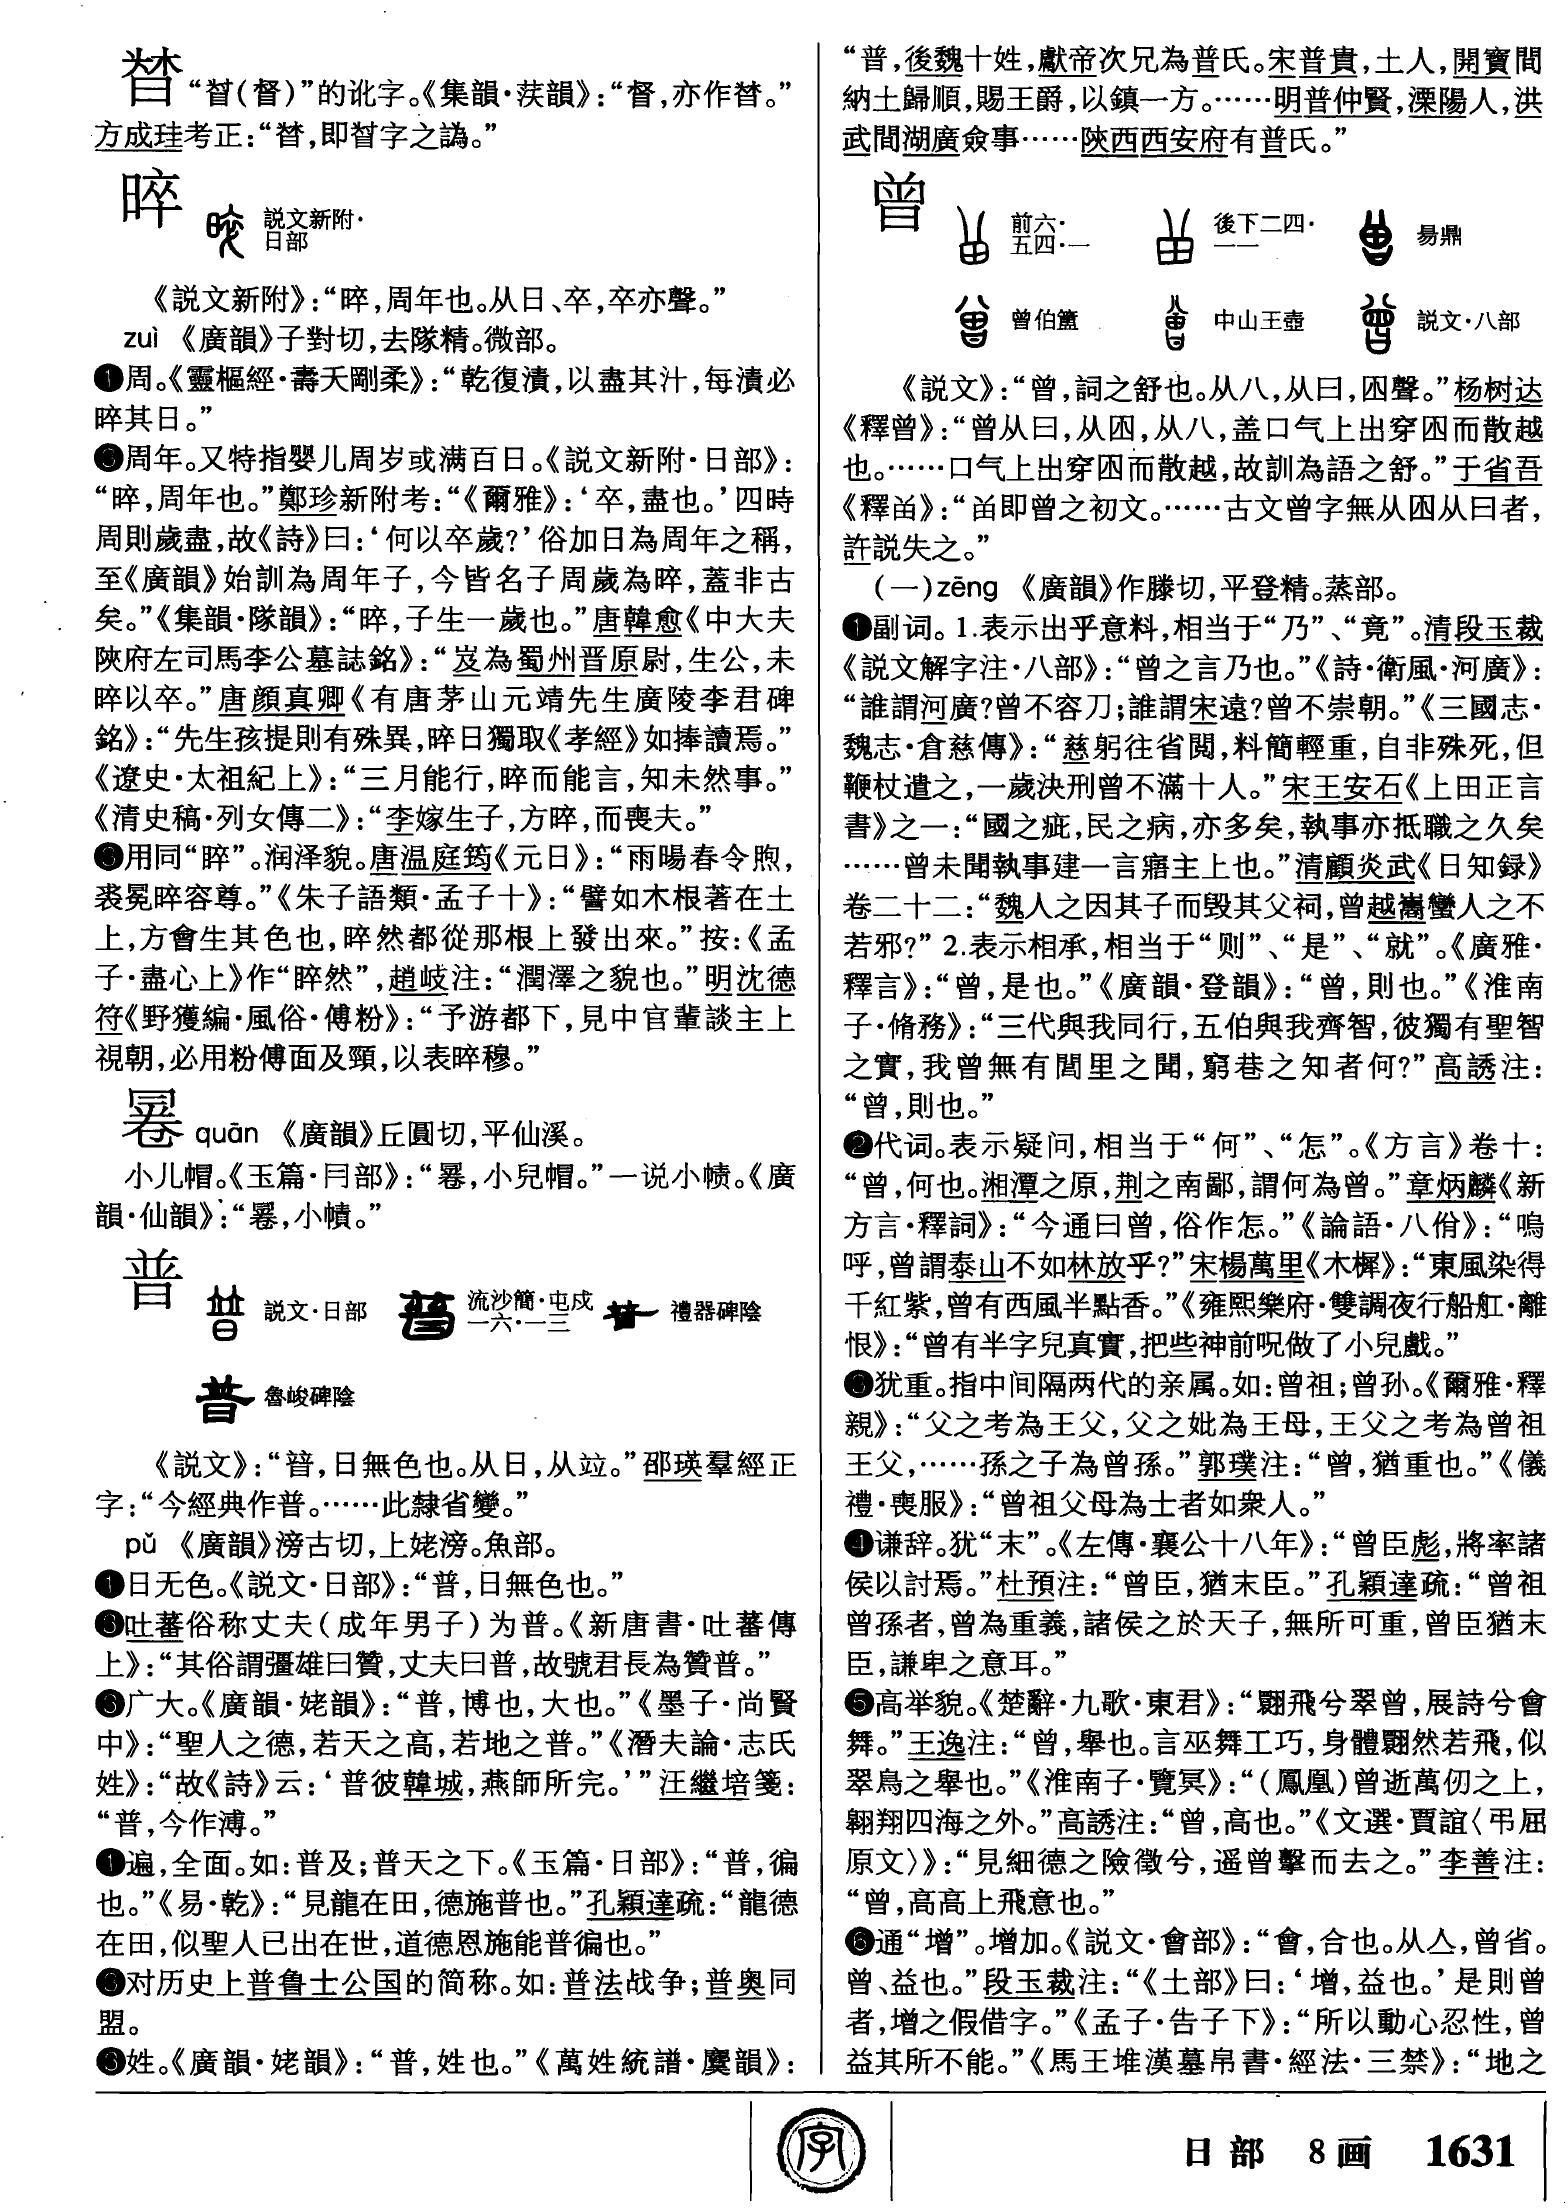 朁 “㬱(督)”的讹字。《集韻·沃韻》：“督，亦作朁。”
方成珪考正：“朁，即㬱字之譌。”
晬 説文新附·
日部
《説文新附》：“晬，周年也。从日、卒，卒亦聲。”
zuì 《廣韻》子對切，去隊精。微部。
❶周。《靈樞經·壽夭剛柔》：“乾復漬，以盡其汁，每漬必
晬其日。”
周年。又特指婴儿周岁或满百日。《説文新附·日部》：
“晬，周年也。”鄭珍新附考：“《爾雅》：‘卒，盡也。’四時
周則歲盡，故《詩》曰：‘何以卒歲？’俗加日為周年之稱，
至《廣韻》始訓為周年子，今皆名子周歲為晬，蓋非古
矣。”《集韻·隊韻》：“晬，子生一歲也。”唐韓愈《中大夫
陝府左司馬李公墓誌銘》：“岌為蜀州晋原尉，生公，未
晬以卒。”唐顔真卿《有唐茅山元靖先生廣陵李君碑
銘》：“先生孩提則有殊異，晬日獨取《孝經》如捧讀焉。”
《遼史·太祖紀上》：“三月能行，晬而能言，知未然事。”
《清史稿·列女傳二》：“李嫁生子，方晬，而喪夫。”
❸用同“睟”。润泽貌。唐温庭筠《元日》：“雨暘春令煦，
裘冕晬容尊。”《朱子語類·孟子十》：“譬如木根著在土
上，方會生其色也，晬然都從那根上發出來。”按：《孟
子·盡心上》作“睟然”，趙岐注：“潤澤之貌也。”明沈德
符《野獲編·風俗·傅粉》：“予游都下，見中官輩談主上
視朝，必用粉傅面及頸，以表晬穆。”
quān 《廣韻》丘圓切，平仙溪。
小儿帽。《玉篇·冃部》：“，小兒帽。”一说小帻。《廣
韻·仙韻》：“，小幘。”
普 説文·日部 流沙簡·屯戍
一六·一三 禮器碑陰
魯峻碑陰
《説文》：“暜，日無色也。从日，从竝。”邵瑛羣經正
字：“今經典作普。……此隸省變。”
pǔ 《廣韻》滂古切，上姥滂。魚部。
❶日无色。《説文·日部》：“普，日無色也。”
吐蕃俗称丈夫(成年男子)为普。《新唐書·吐蕃傳
上》：“其俗謂彊雄曰贊，丈夫曰普，故號君長為贊普。”
❸广大。《廣韻·姥韻》：“普，博也，大也。”《墨子·尚賢
中》：“聖人之德，若天之高，若地之普。”《潛夫論·志氏
姓》：“故《詩》云：‘普彼韓城，燕師所完。’”汪繼培箋：
“普，今作溥。”
遍，全面。如：普及；普天之下。《玉篇·日部》：“普，徧
也。”《易·乾》：“見龍在田，德施普也。”孔穎達疏：“龍德
在田，似聖人已出在世，道德恩施能普徧也。”
对历史上普鲁士公国的简称。如：普法战争；普奥同
盟。
姓。《廣韻·姥韻》：“普，姓也。”《萬姓統譜·麌韻》：
“普，後魏十姓，獻帝次兄為普氏。宋普貴，土人，開寶間
納土歸順，賜王爵，以鎮一方。……明普仲賢，溧陽人，洪
武間湖廣僉事……陝西西安府有普氏。”
曾 前六·
五四·一 後下二四·
一一 昜鼎
曾伯簠 中山王壺 説文·八部
《説文》：“曾，詞之舒也。从八，从曰，囪聲。”杨树达
《釋曾》：“曾从曰，从囪，从八，盖口气上出穿囪而散越
也。……口气上出穿囪而散越，故訓為語之舒。”于省吾
《釋㽕》：“㽕即曾之初文。……古文曾字無从囪从曰者，
許説失之。”
(一)zēng 《廣韻》作滕切，平登精。蒸部。
❶副词。1.表示出乎意料，相当于“乃”、“竟”。清段玉裁
《説文解字注·八部》：“曾之言乃也。”《詩·衛風·河廣》：
“誰謂河廣？曾不容刀；誰謂宋遠？曾不崇朝。”《三國志·
魏志·倉慈傳》：“慈躬往省閲，料簡輕重，自非殊死，但
鞭杖遣之，一歲決刑曾不滿十人。”宋王安石《上田正言
書》之一：“國之疵，民之病，亦多矣，執事亦抵職之久矣
……曾未聞執事建一言寤主上也。”清顧炎武《日知録》
卷二十二：“魏人之因其子而毁其父祠，曾越巂蠻人之不
若邪？” 2.表示相承，相当于“则”、“是”、“就”。《廣雅·
釋言》：“曾，是也。”《廣韻·登韻》：“曾，則也。”《淮南
子·脩務》：“三代與我同行，五伯與我齊智，彼獨有聖智
之實，我曾無有閭里之聞，窮巷之知者何？”高誘注：
“曾，則也。”
❷代词。表示疑问，相当于“何”、“怎”。《方言》卷十：
“曾，何也。湘潭之原，荆之南鄙，謂何為曾。”章炳麟《新
方言·釋詞》：“今通曰曾，俗作怎。”《論語·八佾》：“嗚
呼，曾謂泰山不如林放乎？”宋楊萬里《木樨》：“東風染得
千紅紫，曾有西風半點香。”《雍熙樂府·雙調夜行船舡·離
恨》：“曾有半字兒真實，把些神前呪做了小兒戲。”
❸犹重。指中间隔两代的亲属。如：曾祖；曾孙。《爾雅·釋
親》：“父之考為王父，父之妣為王母，王父之考為曾祖
王父，……孫之子為曾孫。”郭璞注：“曾，猶重也。”《儀
禮·喪服》：“曾祖父母為士者如衆人。”
❹谦辞。犹“末”。《左傳·襄公十八年》：“曾臣彪，將率諸
侯以討焉。”杜預注：“曾臣，猶末臣。”孔穎達疏：“曾祖
曾孫者，曾為重義，諸侯之於天子，無所可重，曾臣猶末
臣，謙卑之意耳。”
❺高举貌。《楚辭·九歌·東君》：“翾飛兮翠曾，展詩兮會
舞。”王逸注：“曾，舉也。言巫舞工巧，身體翾然若飛，似
翠鳥之舉也。”《淮南子·覽冥》：“(鳳凰)曾逝萬仞之上，
翱翔四海之外。”高誘注：“曾，高也。”《文選·賈誼〈弔屈
原文〉》：“見細德之險徵兮，遥曾擊而去之。”李善注：
“曾，高高上飛意也。”
❻通“增”。增加。《説文·會部》：“會，合也。从亼，曾省。
曾、益也。”段玉裁注：“《土部》曰：‘增，益也。’是則曾
者，增之假借字。”《孟子·告子下》：“所以動心忍性，曾
益其所不能。”《馬王堆漢墓帛書·經法·三禁》：“地之
字
日部 8画 1631